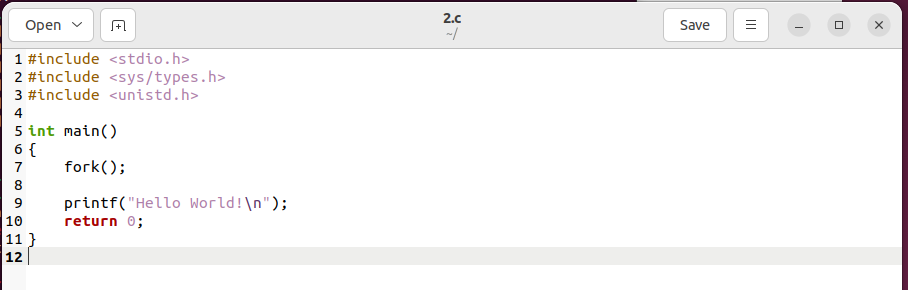 Open
2.c
~/
Save
1 #include <stdio.h>
2 #include <sys/types.h>
3 #include <unistd.h>
4
5 int main()
6 {
7     fork();
8
9     printf("Hello World!\n");
10     return 0;
11 }
12